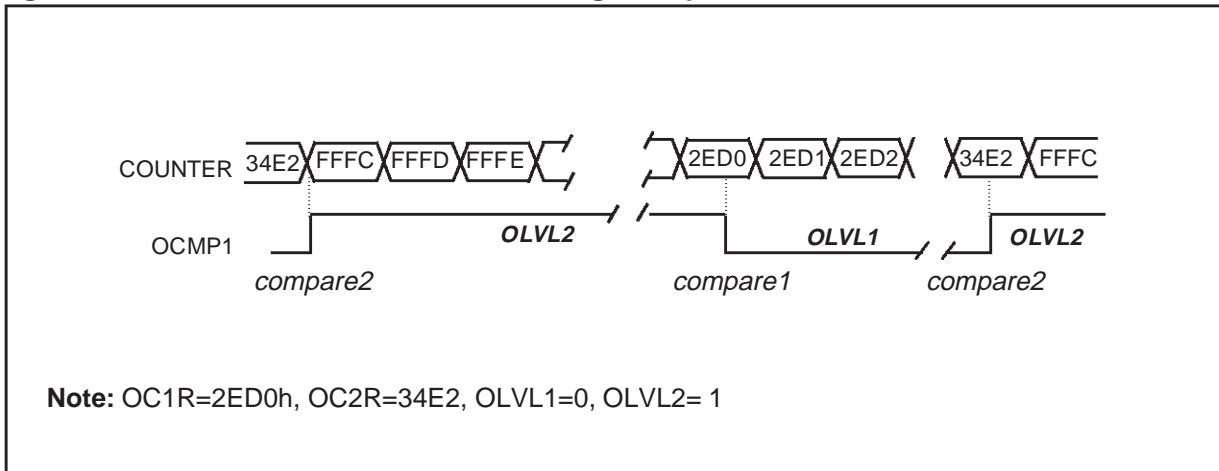 COUNTER 34E2 FFFC FFFD FFFE 2ED0 2ED1 2ED2 34E2 FFFC
OCMP1 OLVL2 OLVL1 OLVL2
compare2 compare1 compare2
Note: OC1R=2ED0h, OC2R=34E2, OLVL1=0, OLVL2= 1